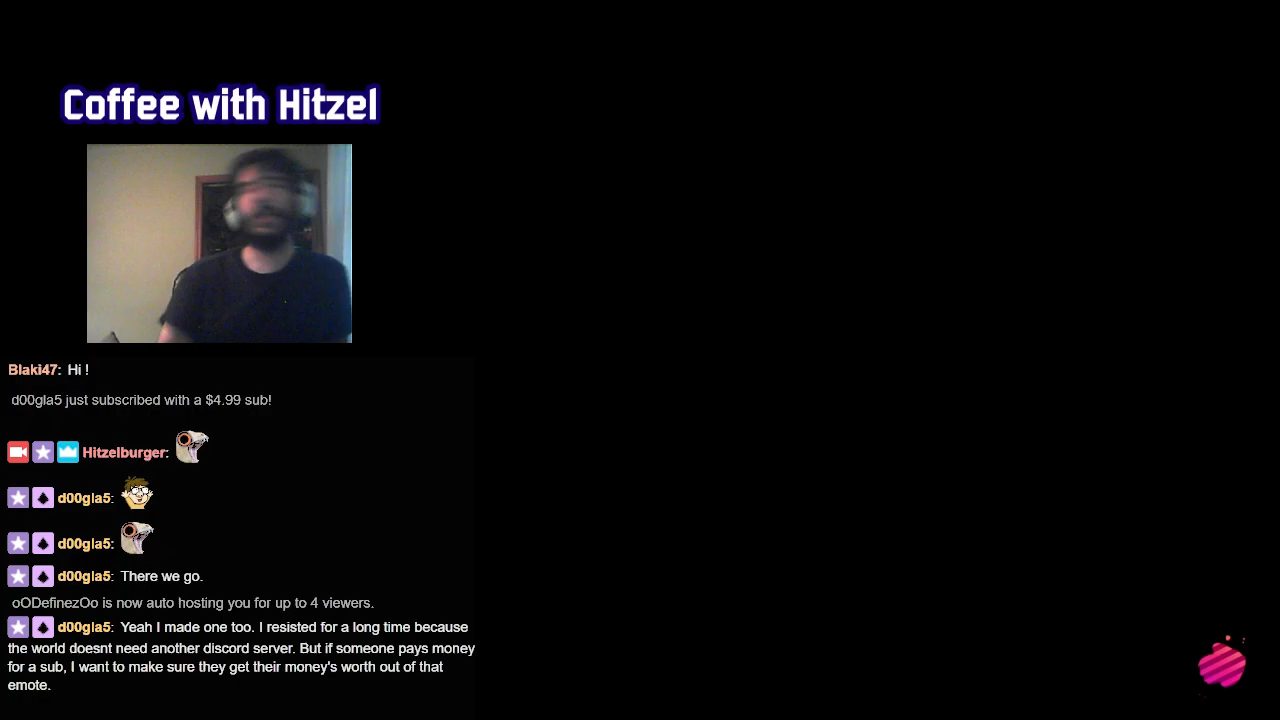 Coffee with Hitzel
Blaki47: Hi !
d00gla5 just subscribed with a $4.99 sub!
Hitzelburger:
d00gla5:
d00gla5:
d00gla5: There we go.
oODefinezOo is now auto hosting you for up to 4 viewers.
d00gla5: Yeah I made one too. I resisted for a long time because
the world doesnt need another discord server. But if someone pays money
for a sub, I want to make sure they get their money's worth out of that
emote.